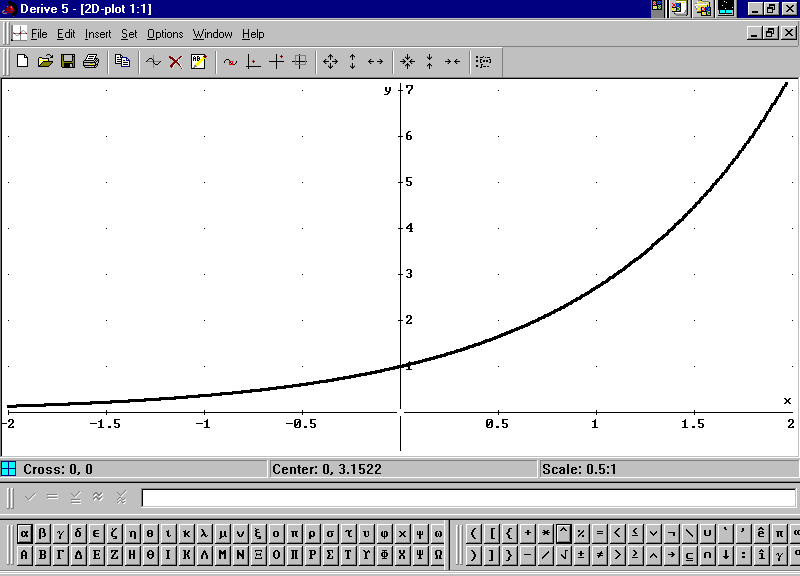 Derive 5 - [2D-plot 1:1]
File Edit Insert Set Options Window Help
y 7
6
5
4
3
2
1
x
-2 -1.5 -1 -0.5 0.5 1 1.5 2
Cross: 0, 0 Center: 0, 3.1522 Scale: 0.5:1
α β γ δ ϵ ζ η θ ι κ λ μ ν ξ ο π ρ σ τ υ φ χ ψ ω ( [ { + * ^ % = < ≤ ∨ ¬ \ ∪ ` ' ê π ∞
Α Β Γ Δ Ε Ζ Η Θ Ι Κ Λ Μ Ν Ξ Ο Π Ρ Σ Τ Υ Φ Χ Ψ Ω ) ] } - / √ ± ≠ > ≥ ∧ → ⊆ ∩ ↓ : î γ °